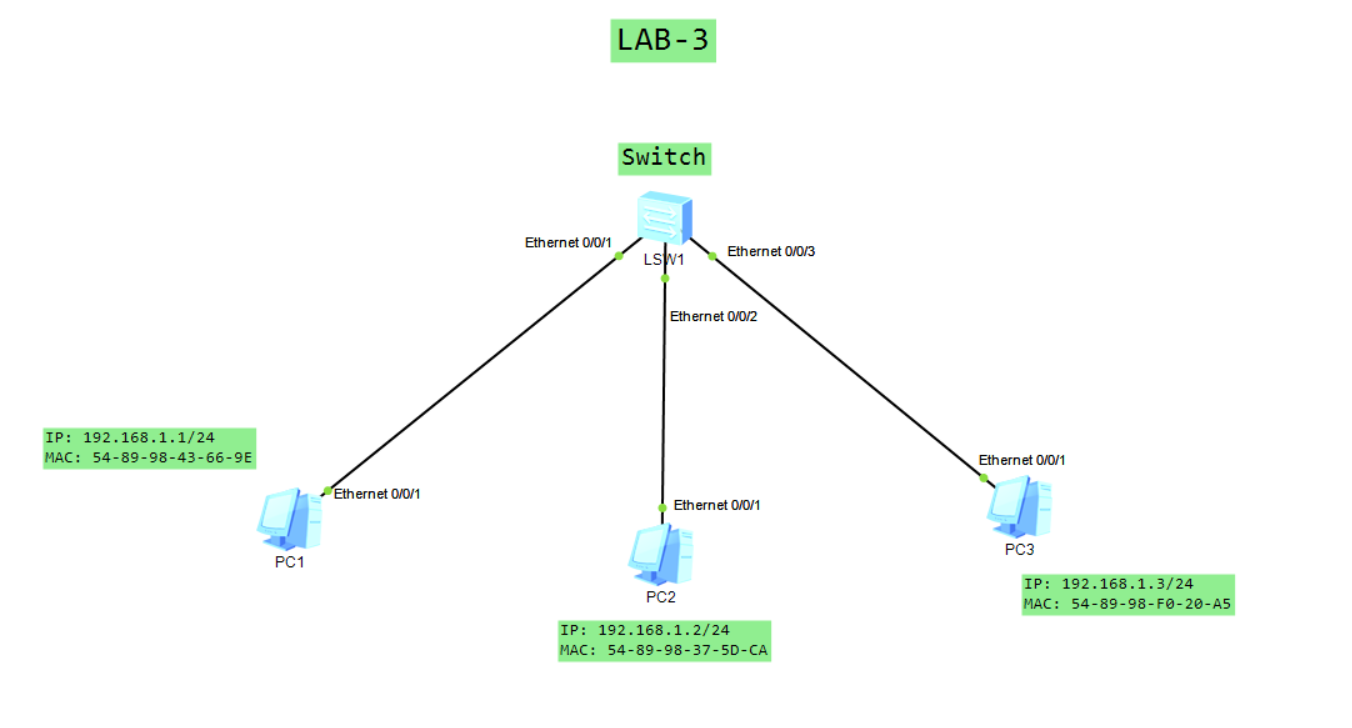 LAB-3
Switch
Ethernet 0/0/1
LSW1
Ethernet 0/0/3
Ethernet 0/0/2
IP: 192.168.1.1/24
MAC: 54-89-98-43-66-9E
Ethernet 0/0/1
PC1
Ethernet 0/0/1
PC2
IP: 192.168.1.2/24
MAC: 54-89-98-37-5D-CA
Ethernet 0/0/1
PC3
IP: 192.168.1.3/24
MAC: 54-89-98-F0-20-A5